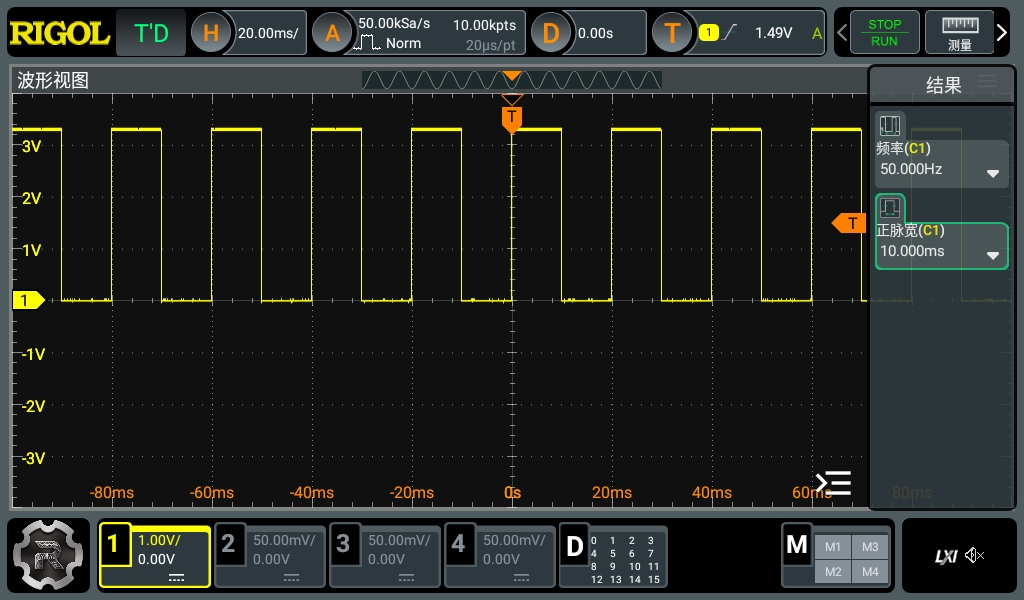 RIGOL T'D H 20.00ms/ A 50.00kSa/s 10.00kpts D 0.00s T 1 1.49V A STOP
Norm 20µs/pt RUN 测量
波形视图 结果
T
3V 频率(C1)
50.000Hz
2V
1V T 正脉宽(C1)
10.000ms
1
-1V
-2V
-3V
-80ms -60ms -40ms -20ms 0s 20ms 40ms 60ms 80ms
1 1.00V/ 2 50.00mV/ 3 50.00mV/ 4 50.00mV/ D 0 1 2 3 M M1 M3
0.00V 0.00V 0.00V 0.00V 4 5 6 7 LXI
8 9 10 11 M2 M4
12 13 14 15
R